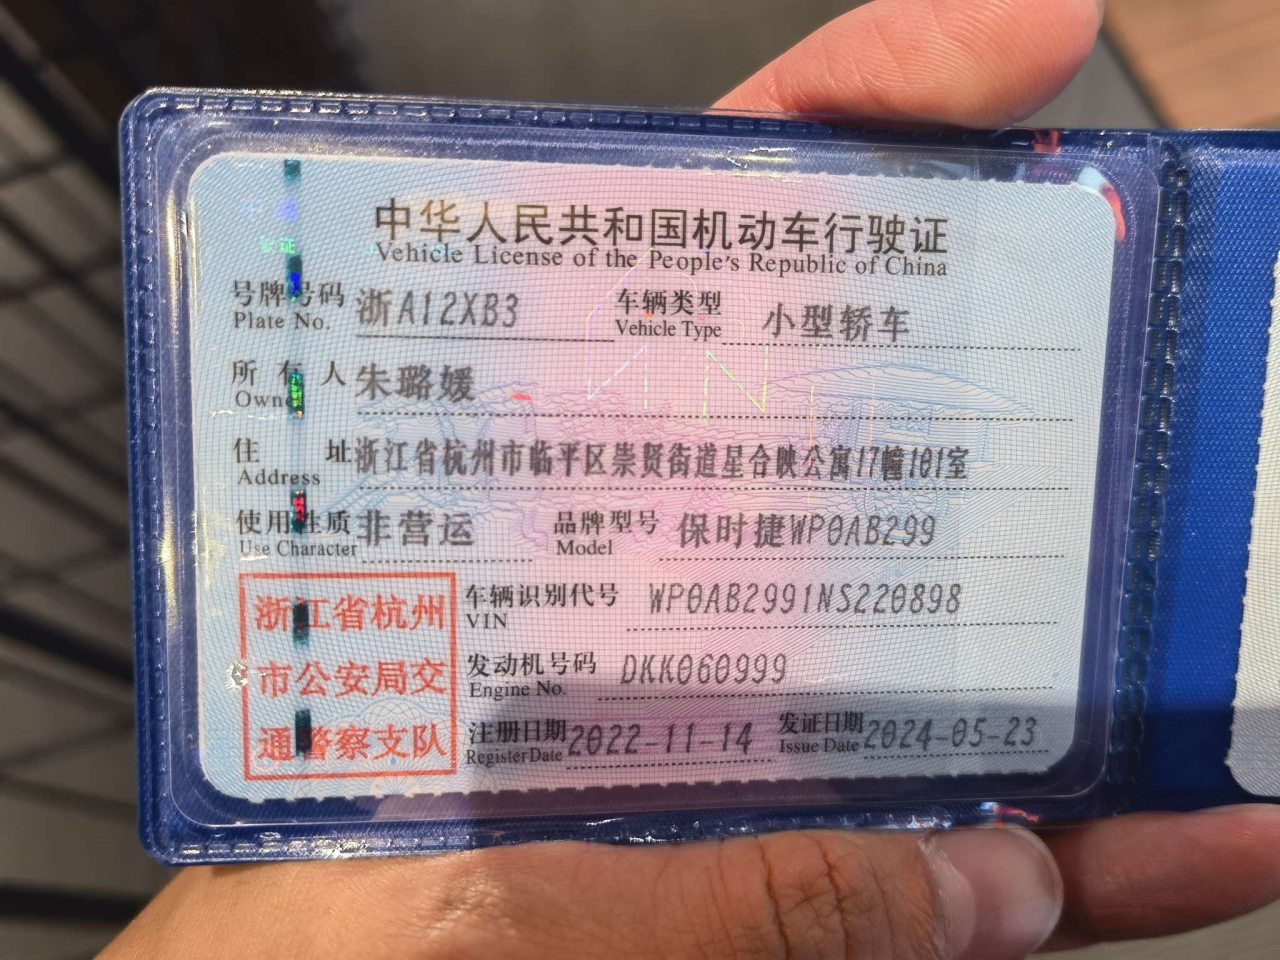 中华人民共和国机动车行驶证
Vehicle License of the People's Republic of China
号牌号码 浙A12XB3 车辆类型 小型轿车
Plate No. Vehicle Type
所有人 朱璐媛
Owner
住址 浙江省杭州市临平区崇贤街道星合映公寓17幢101室
Address
使用性质 非营运 品牌型号 保时捷WP0AB299
Use Character Model
浙江省杭州
市公安局交
通警察支队
车辆识别代号 WP0AB2991NS220898
VIN
发动机号码 DKK060999
Engine No.
注册日期 2022-11-14 发证日期 2024-05-23
Register Date Issue Date